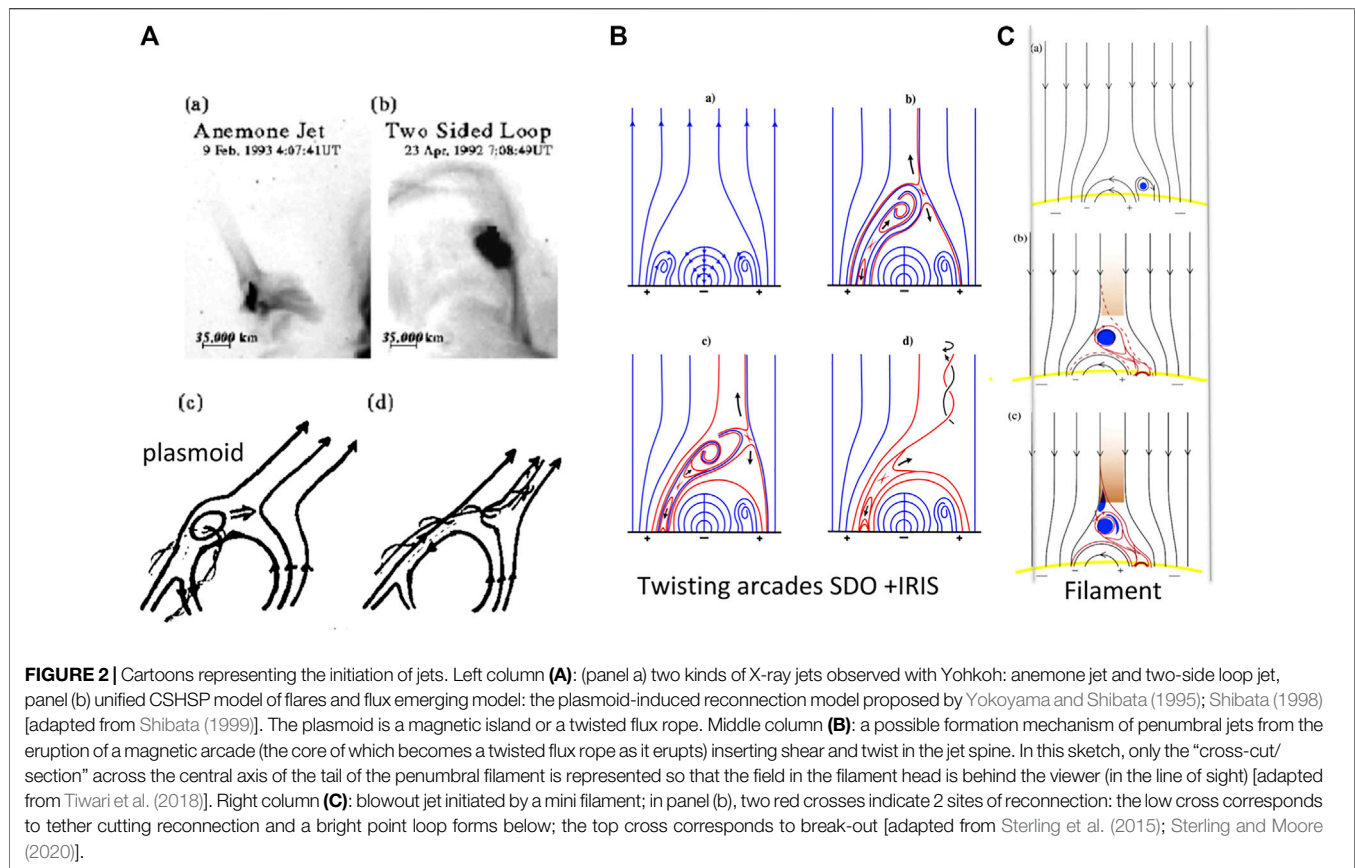 A
(a)
Anemone Jet
9 Feb. 1993 4:07:41UT
35,000 km
(b)
Two Sided Loop
23 Apr. 1992 7:08:49UT
35,000 km
(c)
plasmoid
(d)
B
a)
+ − +
b)
+ − +
c)
+ − +
d)
+ − +
Twisting arcades SDO +IRIS
C
(a)
− - + −
(b)
− - + −
(c)
− - + −
Filament
FIGURE 2 | Cartoons representing the initiation of jets. Left column (A): (panel a) two kinds of X-ray jets observed with Yohkoh: anemone jet and two-side loop jet,
panel (b) unified CSHSP model of flares and flux emerging model: the plasmoid-induced reconnection model proposed by Yokoyama and Shibata (1995); Shibata (1998)
[adapted from Shibata (1999)]. The plasmoid is a magnetic island or a twisted flux rope. Middle column (B): a possible formation mechanism of penumbral jets from the
eruption of a magnetic arcade (the core of which becomes a twisted flux rope as it erupts) inserting shear and twist in the jet spine. In this sketch, only the “cross-cut/
section” across the central axis of the tail of the penumbral filament is represented so that the field in the filament head is behind the viewer (in the line of sight) [adapted
from Tiwari et al. (2018)]. Right column (C): blowout jet initiated by a mini filament; in panel (b), two red crosses indicate 2 sites of reconnection: the low cross corresponds
to tether cutting reconnection and a bright point loop forms below; the top cross corresponds to break-out [adapted from Sterling et al. (2015); Sterling and Moore
(2020)].